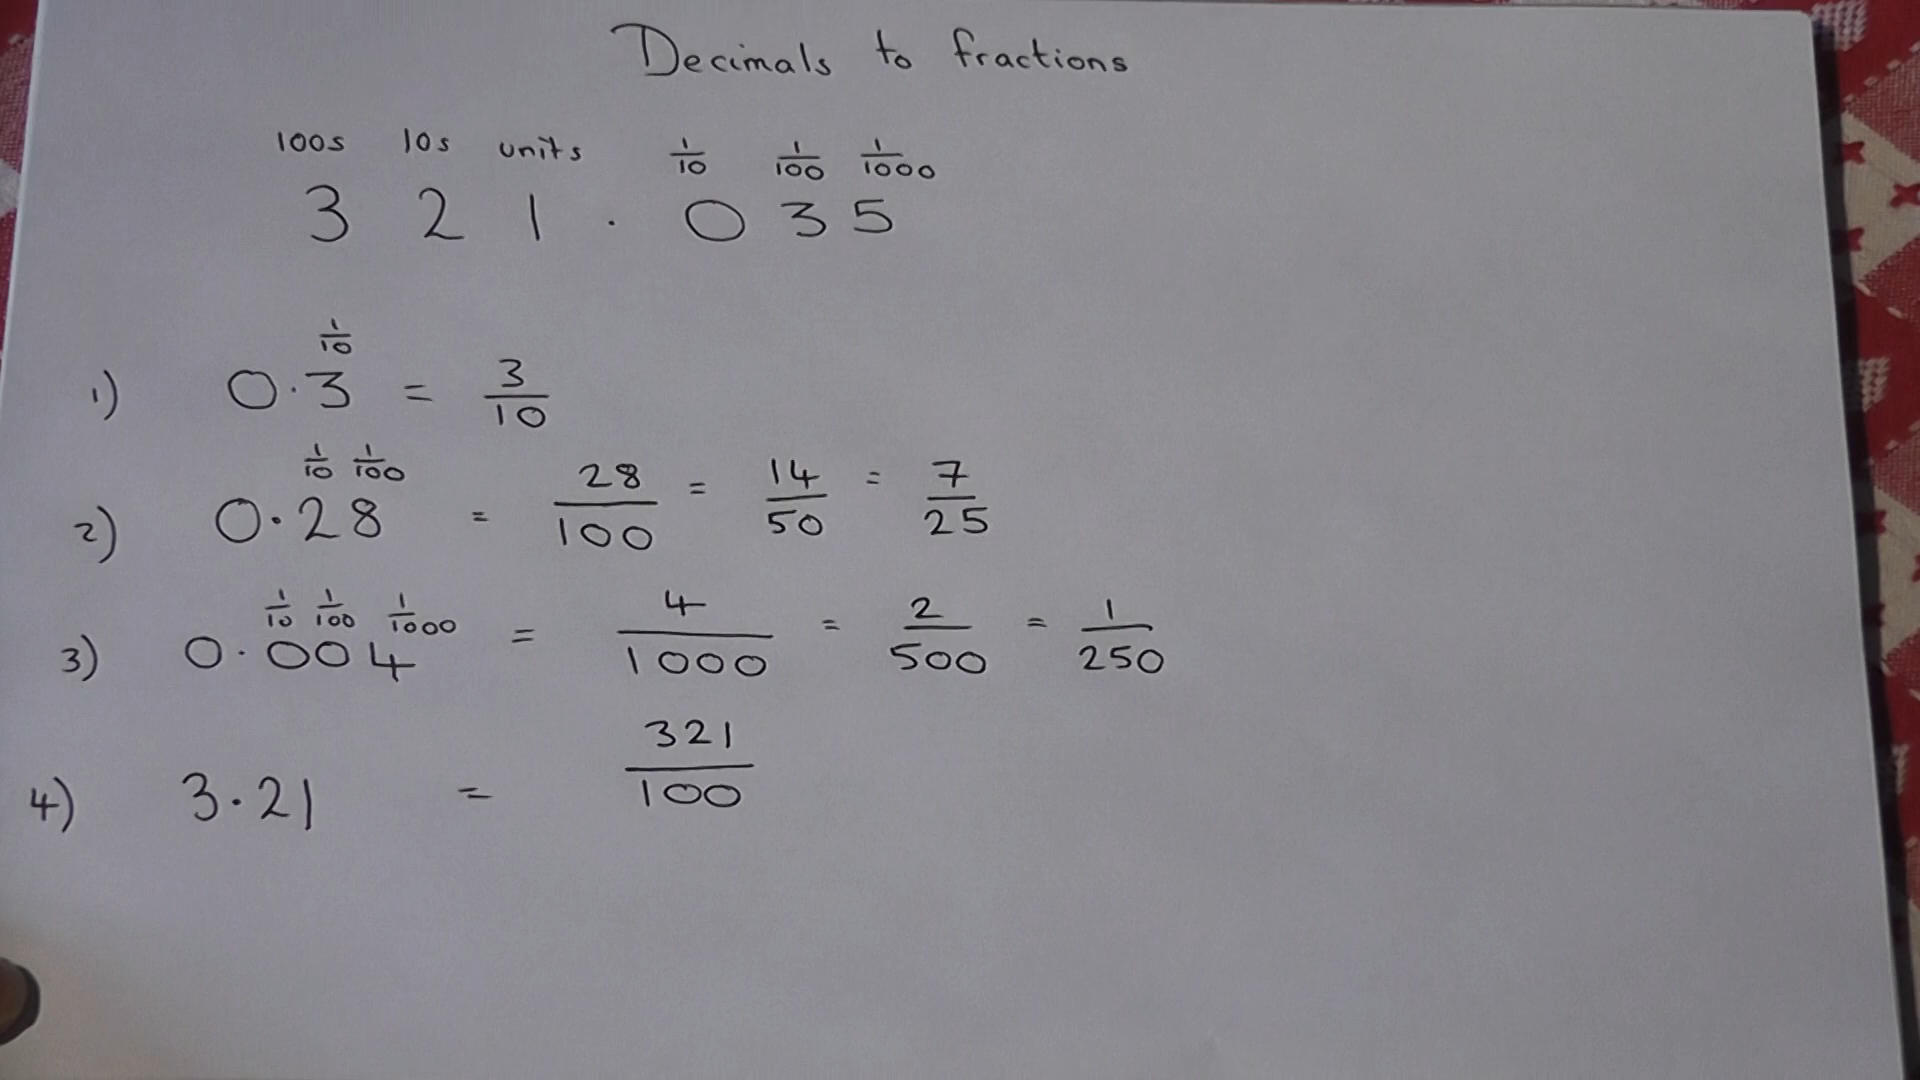 Decimals to fractions
100s 10s units 1/10 1/100 1/1000
3 2 1 . 0 3 5
1/10
1) 0.3 = 3/10
1/10 1/100
2) 0.28 = 28/100 = 14/50 = 7/25
1/10 1/100 1/1000
3) 0.004 = 4/1000 = 2/500 = 1/250
4) 3.21 = 321/100